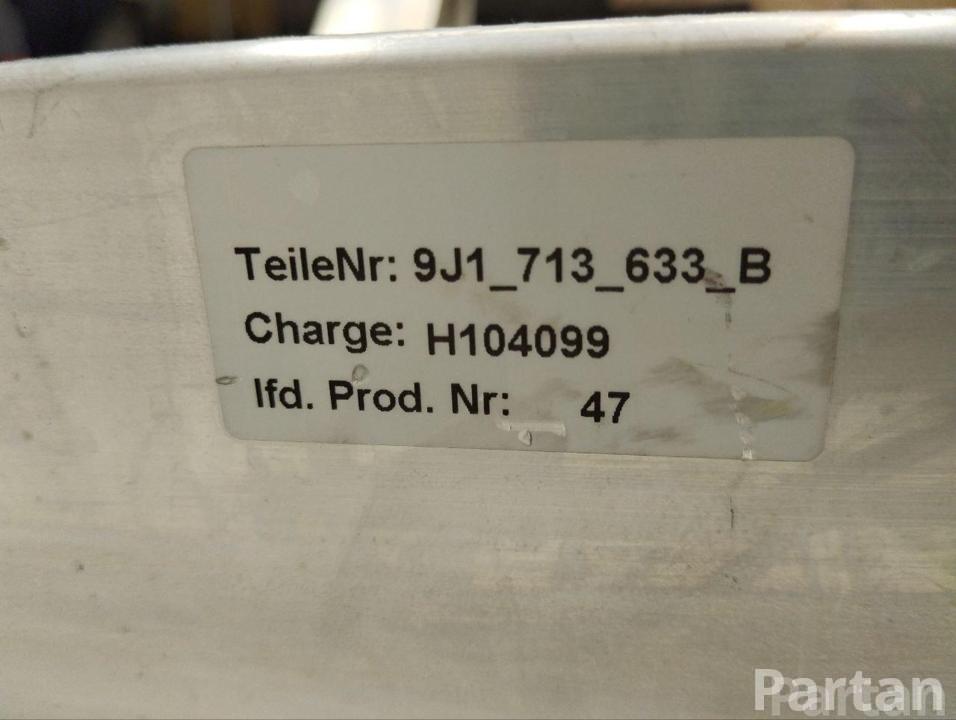 TeileNr: 9J1_713_633_B
Charge: H104099
lfd. Prod. Nr: 47
Partan